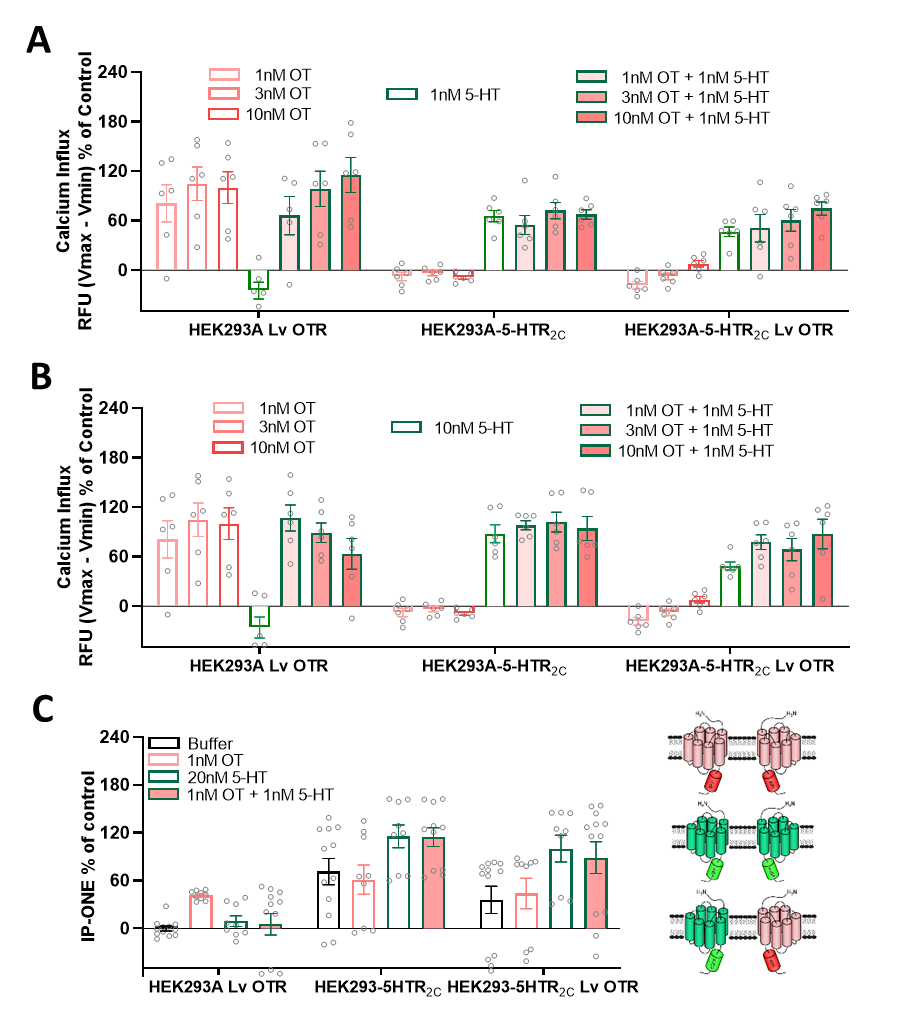 A
Calcium Influx
RFU (Vmax - Vmin) % of Control
240
180
120
60
0
1nM OT
3nM OT
10nM OT
1nM 5-HT
1nM OT + 1nM 5-HT
3nM OT + 1nM 5-HT
10nM OT + 1nM 5-HT
HEK293A Lv OTR
HEK293A-5-HTR2C
HEK293A-5-HTR2C Lv OTR
B
Calcium Influx
RFU (Vmax - Vmin) % of Control
240
180
120
60
0
1nM OT
3nM OT
10nM OT
10nM 5-HT
1nM OT + 1nM 5-HT
3nM OT + 1nM 5-HT
10nM OT + 1nM 5-HT
HEK293A Lv OTR
HEK293A-5-HTR2C
HEK293A-5-HTR2C Lv OTR
C
IP-ONE % of control
240
180
120
60
0
Buffer
1nM OT
20nM 5-HT
1nM OT + 1nM 5-HT
HEK293A Lv OTR
HEK293-5HTR2C
HEK293-5HTR2C Lv OTR
H2N
H2N
H2N
H2N
H2N
H2N